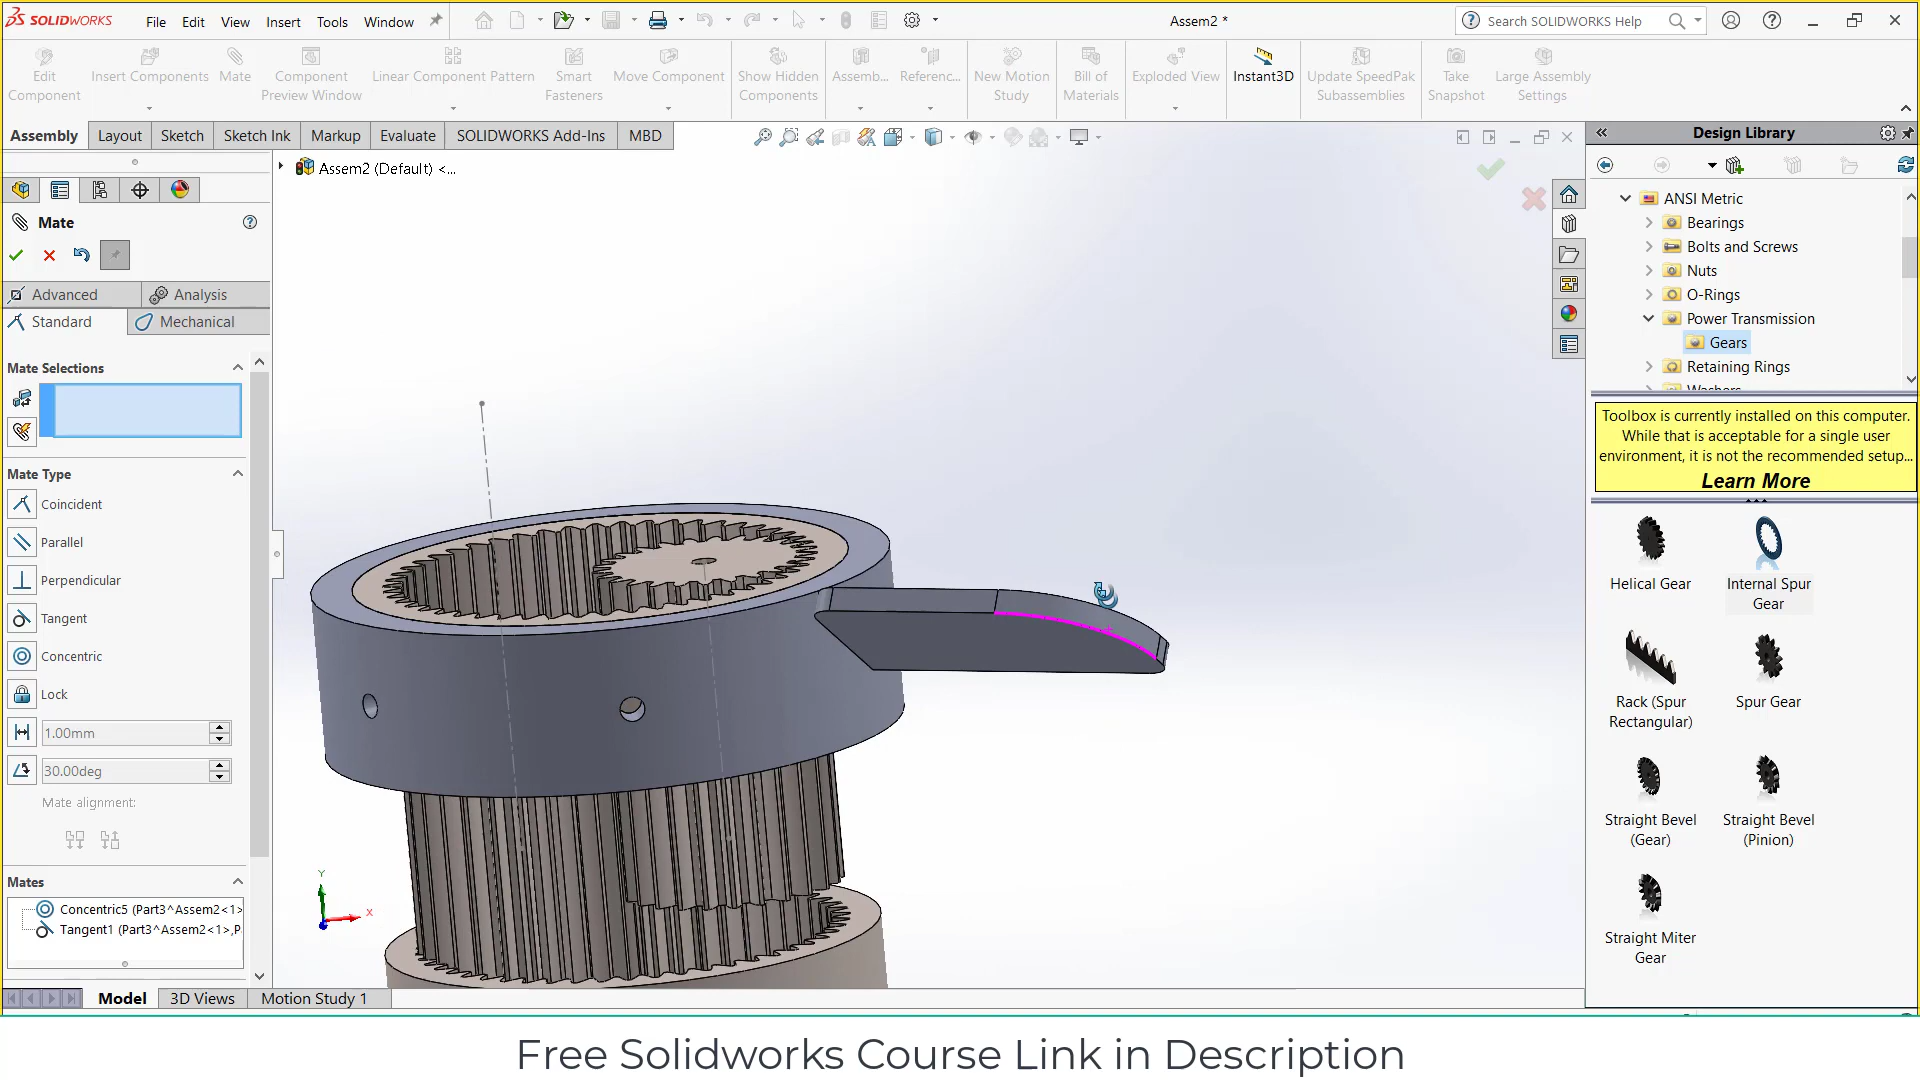 SOLIDWORKS
File Edit View Insert Tools Window
Assem2 *
Search SOLIDWORKS Help
Edit Component
Insert Components
Mate
Component Preview Window
Linear Component Pattern
Smart Fasteners
Move Component
Show Hidden Components
Assemb...
Referenc...
New Motion Study
Bill of Materials
Exploded View
Instant3D
Update SpeedPak Subassemblies
Take Snapshot
Large Assembly Settings
Assembly Layout Sketch Sketch Ink Markup Evaluate SOLIDWORKS Add-Ins MBD
Assem2 (Default) <...
Mate
Advanced Analysis
Standard Mechanical
Mate Selections
Mate Type
Coincident
Parallel
Perpendicular
Tangent
Concentric
Lock
1.00mm
30.00deg
Mate alignment:
Mates
Concentric5 (Part3^Assem2<1>
Tangent1 (Part3^Assem2<1>,P
Y
X
Model 3D Views Motion Study 1
Design Library
ANSI Metric
Bearings
Bolts and Screws
Nuts
O-Rings
Power Transmission
Gears
Retaining Rings
Washers
Toolbox is currently installed on this computer.
While that is acceptable for a single user
environment, it is not the recommended setup...
Learn More
Helical Gear
Internal Spur Gear
Rack (Spur Rectangular)
Spur Gear
Straight Bevel (Gear)
Straight Bevel (Pinion)
Straight Miter Gear
Free Solidworks Course Link in Description